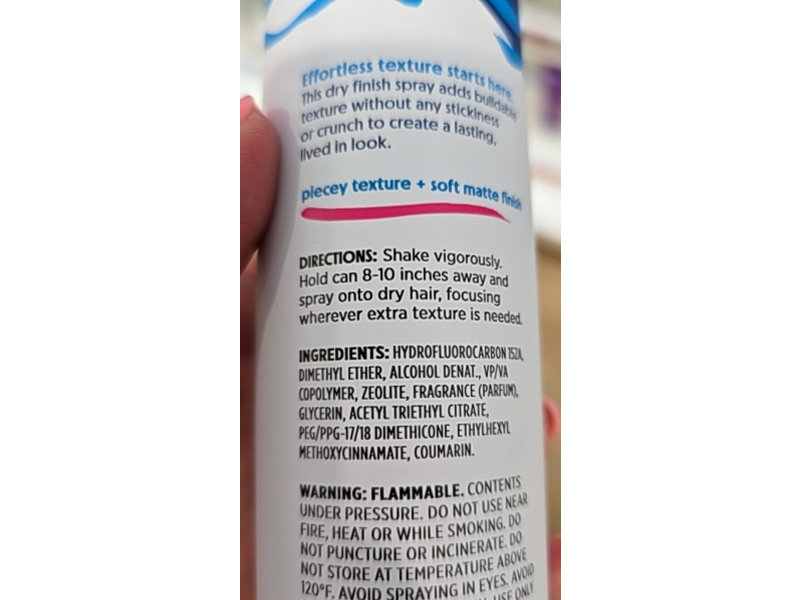 Effortless texture starts here.
This dry finish spray adds buildable
texture without any stickiness
or crunch to create a lasting,
lived in look.
piecey texture + soft matte finish
DIRECTIONS: Shake vigorously.
Hold can 8-10 inches away and
spray onto dry hair, focusing
wherever extra texture is needed.
INGREDIENTS: HYDROFLUOROCARBON 152A,
DIMETHYL ETHER, ALCOHOL DENAT., VP/VA
COPOLYMER, ZEOLITE, FRAGRANCE (PARFUM),
GLYCERIN, ACETYL TRIETHYL CITRATE,
PEG/PPG-17/18 DIMETHICONE, ETHYLHEXYL
METHOXYCINNAMATE, COUMARIN.
WARNING: FLAMMABLE. CONTENTS
UNDER PRESSURE. DO NOT USE NEAR
FIRE, HEAT OR WHILE SMOKING. DO
NOT PUNCTURE OR INCINERATE. DO
NOT STORE AT TEMPERATURE ABOVE
120°F. AVOID SPRAYING IN EYES. AVOID
USE ONLY